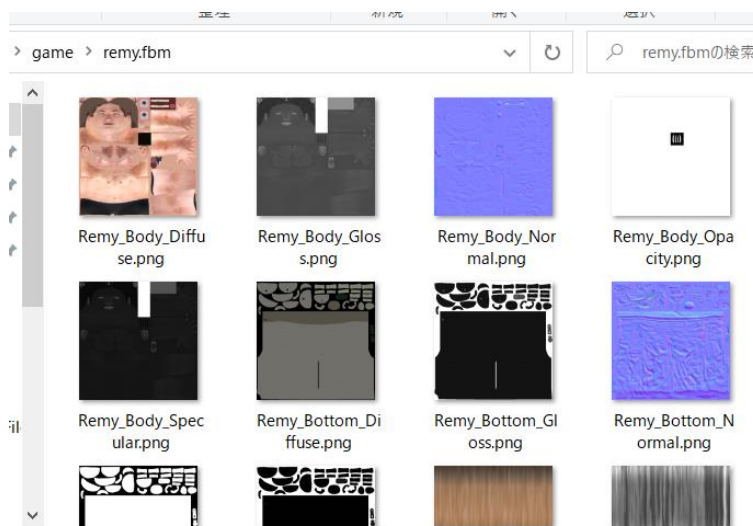 game > remy.fbm
remy.fbmの検索
Remy_Body_Diffu
se.png
Remy_Body_Glos
s.png
Remy_Body_Nor
mal.png
Remy_Body_Opa
city.png
Remy_Body_Spec
ular.png
Remy_Bottom_Di
ffuse.png
Remy_Bottom_Gl
oss.png
Remy_Bottom_N
ormal.png